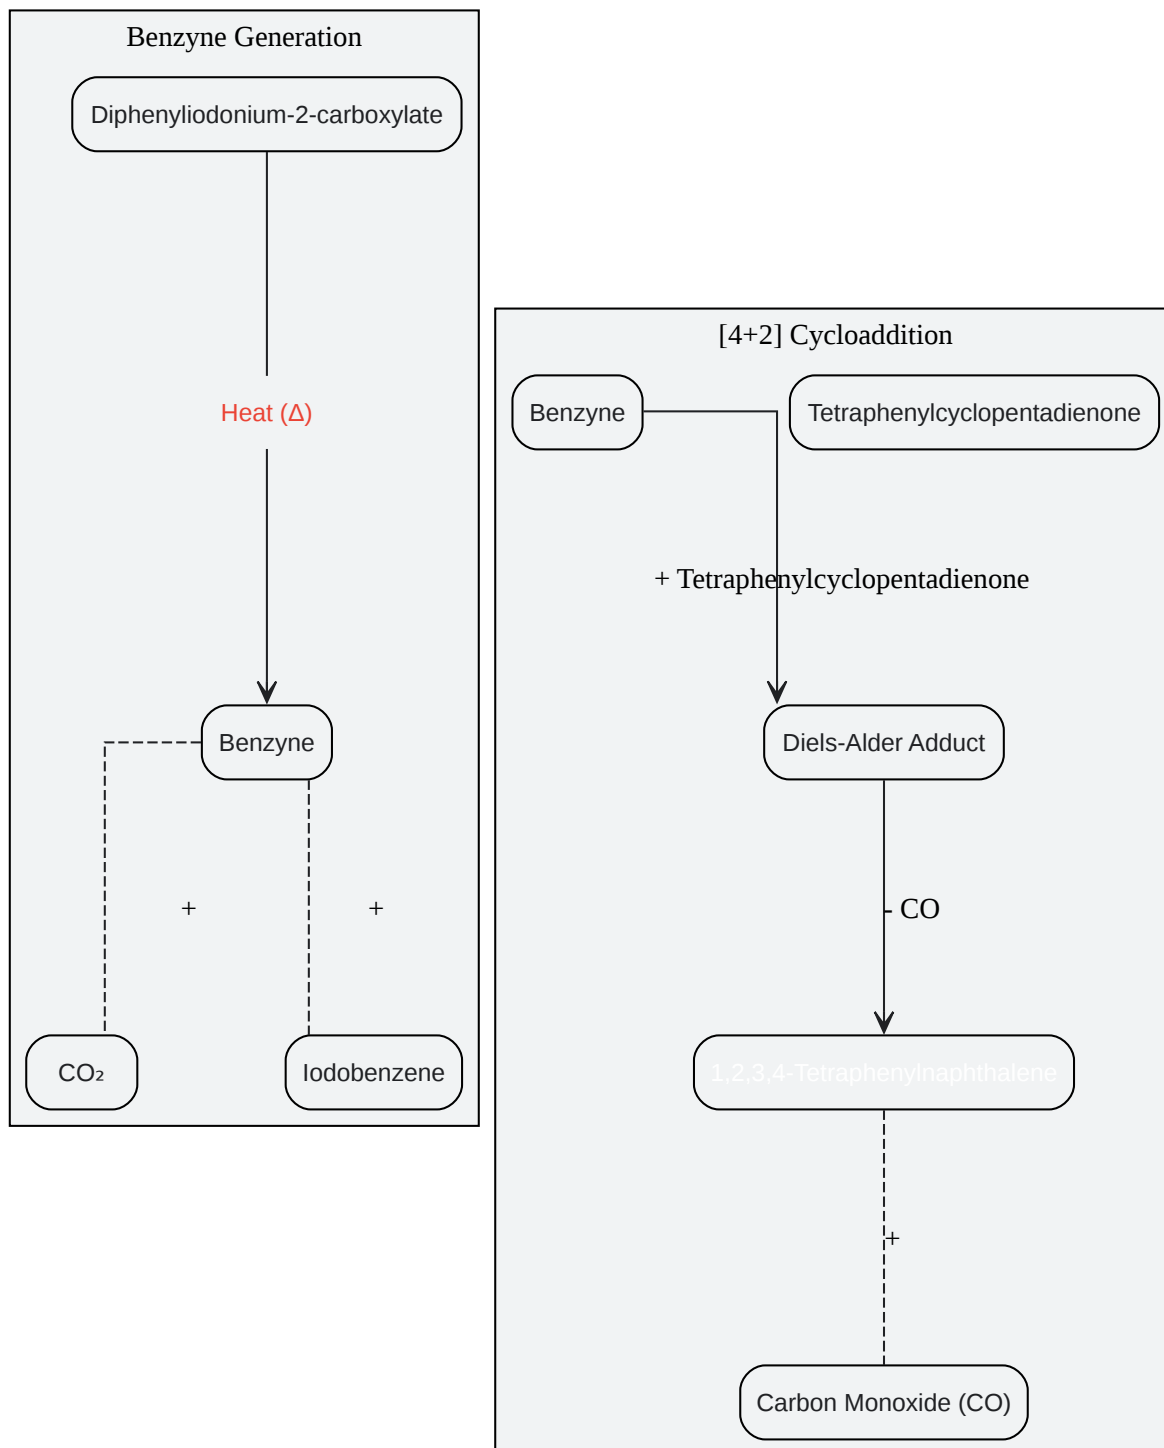 Benzyne Generation
Diphenyliodonium-2-carboxylate
Heat (Δ)
Benzyne
+
+
CO₂
Iodobenzene
[4+2] Cycloaddition
Benzyne
Tetraphenylcyclopentadienone
+ Tetraphenylcyclopentadienone
Diels-Alder Adduct
- CO
1,2,3,4-Tetraphenylnaphthalene
+
Carbon Monoxide (CO)